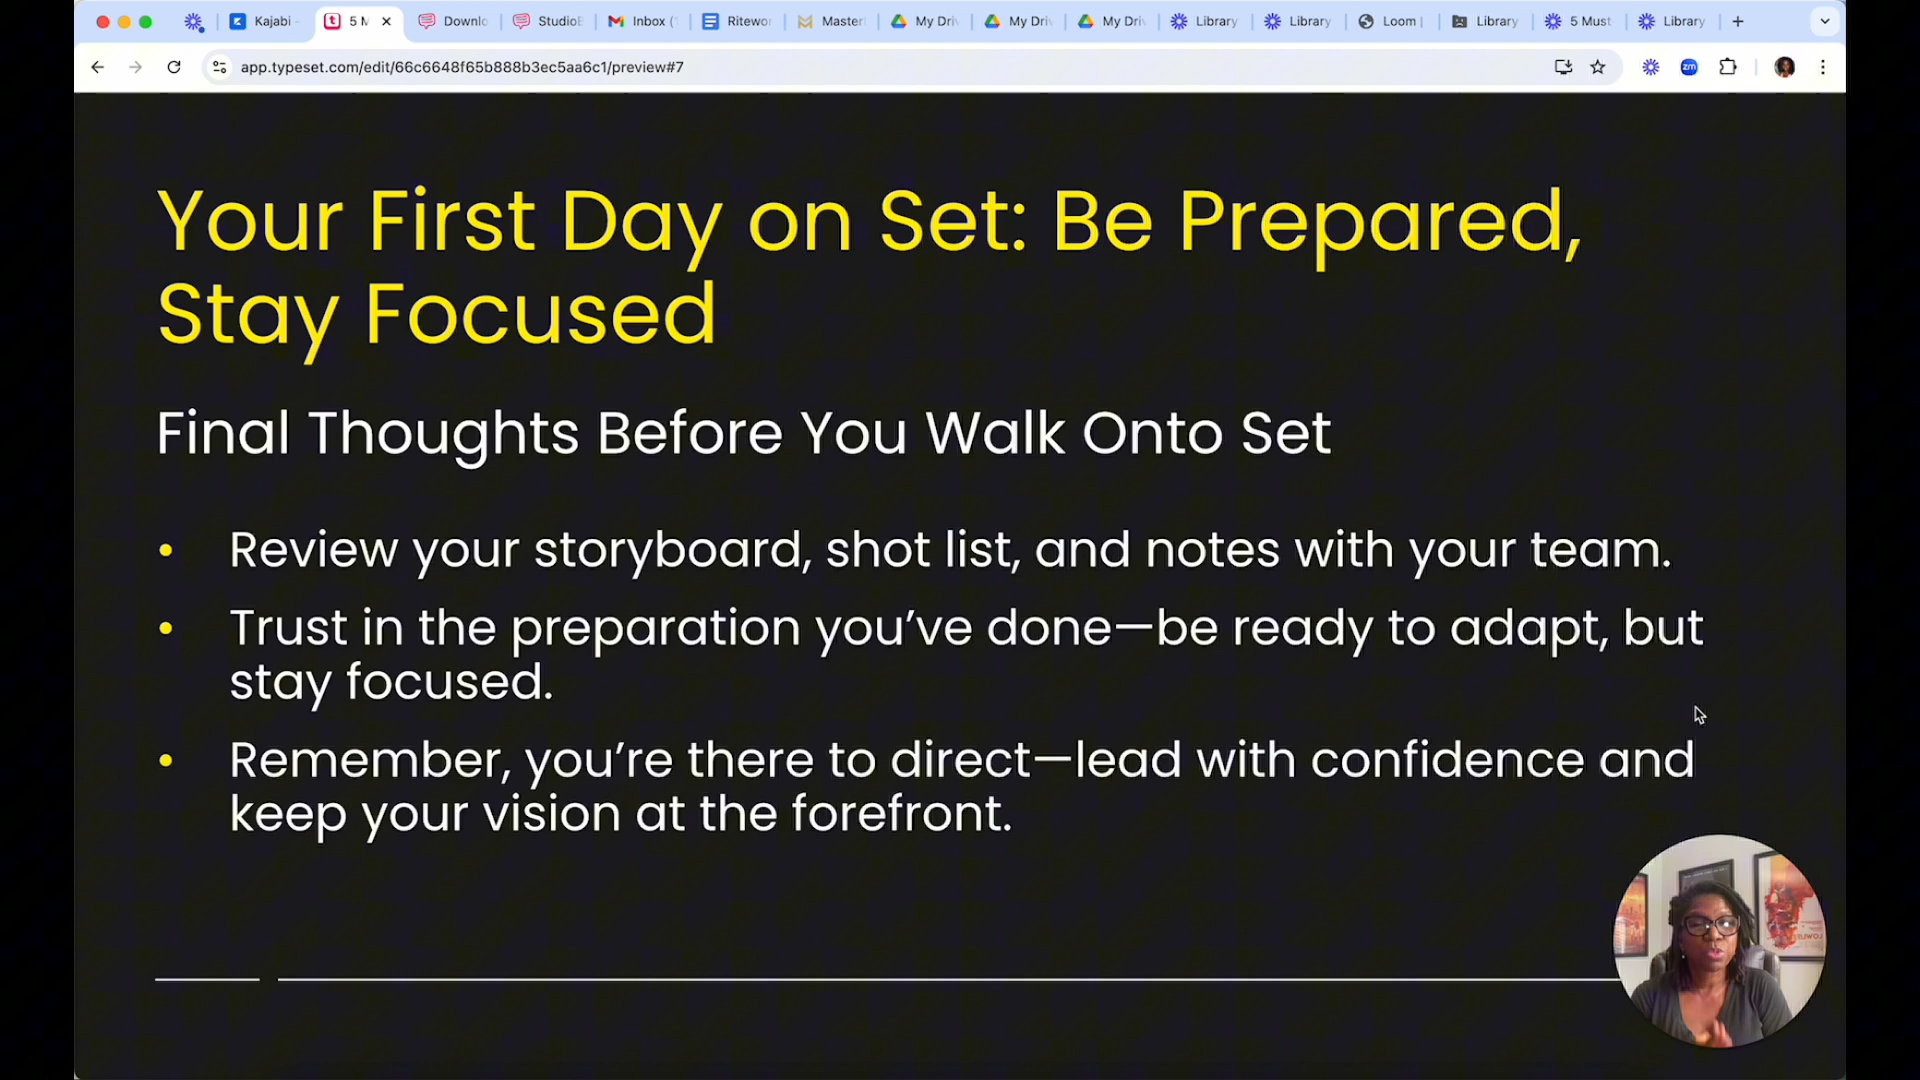 Kajabi -
5 M
Downlo
StudioB
Inbox (
Ritewor
Master
My Driv
My Driv
My Driv
Library
Library
Loom |
Library
5 Must
Library
app.typeset.com/edit/66c6648f65b888b3ec5aa6c1/preview#7
zm
Your First Day on Set: Be Prepared,
Stay Focused
Final Thoughts Before You Walk Onto Set
• Review your storyboard, shot list, and notes with your team.
• Trust in the preparation you’ve done—be ready to adapt, but
stay focused.
• Remember, you’re there to direct—lead with confidence and
keep your vision at the forefront.